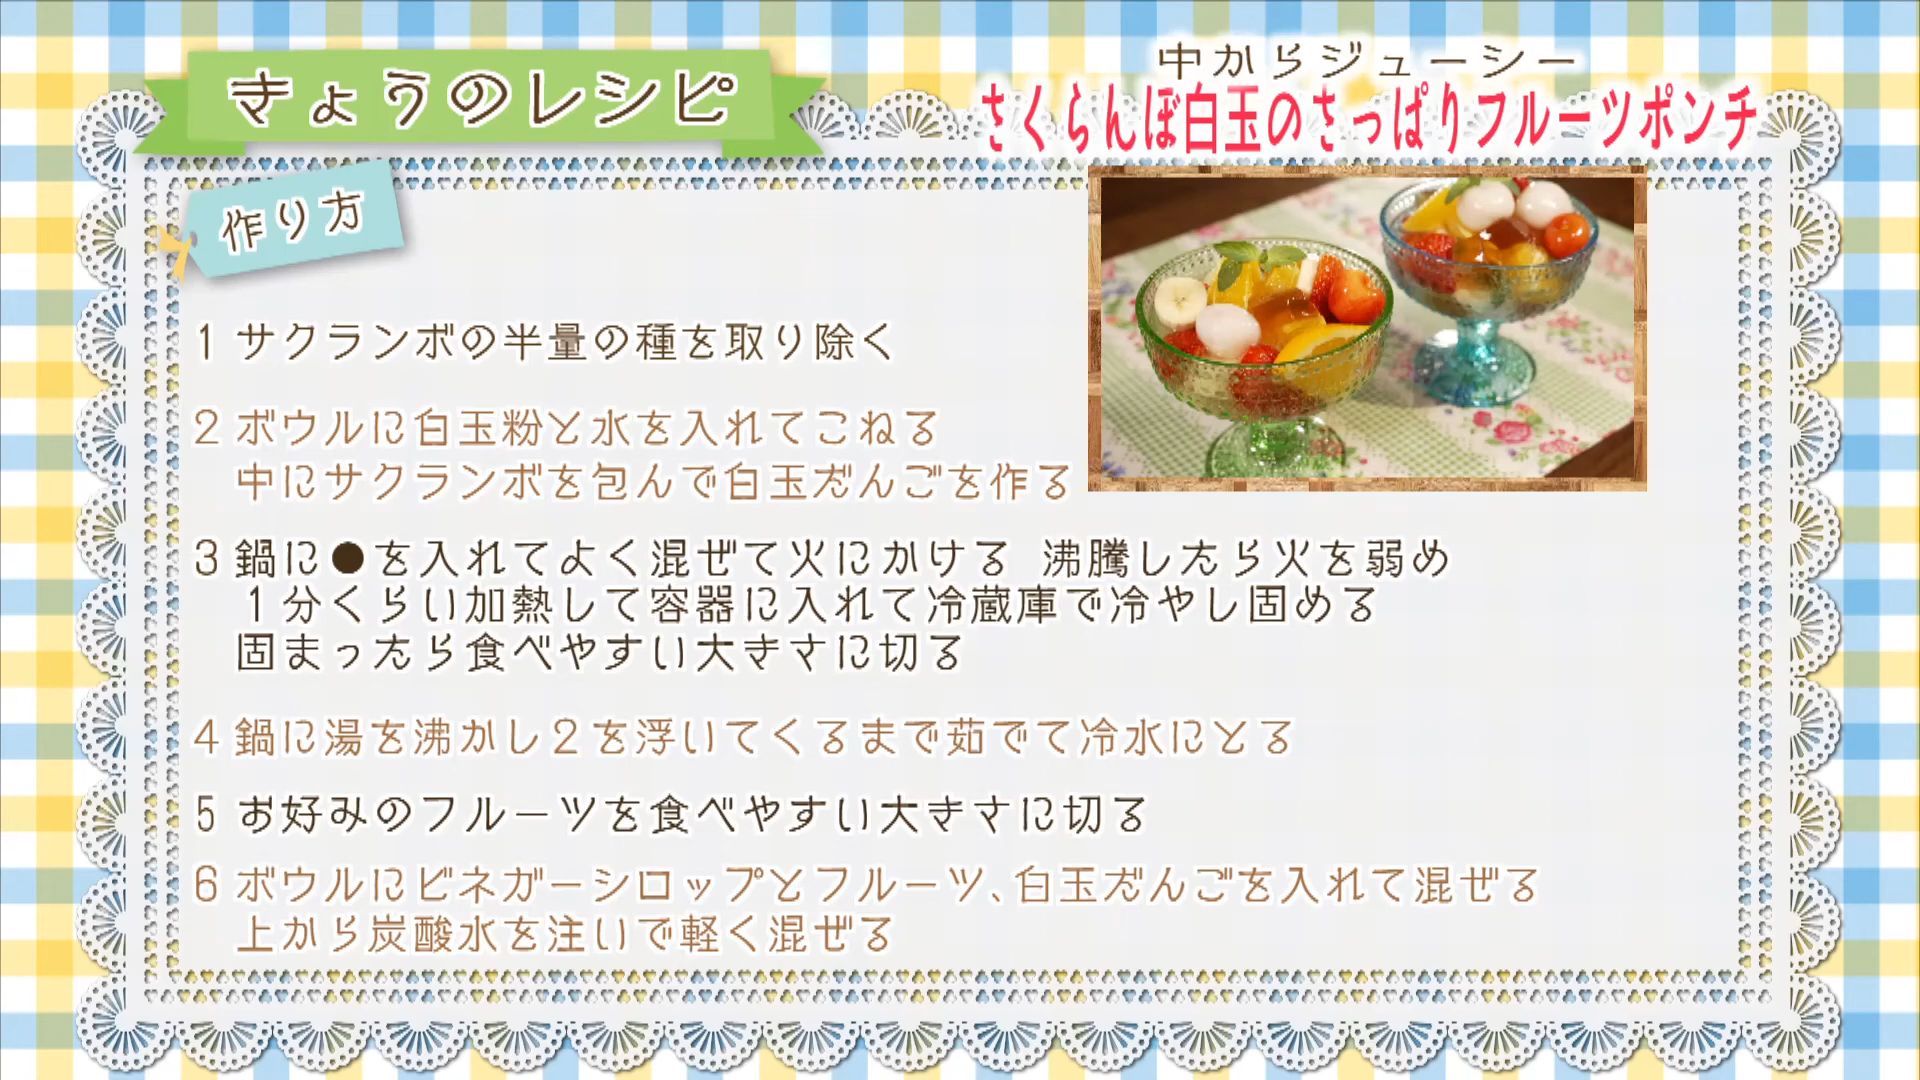 きょうのレシピ
中からジューシー
さくらんぼ白玉のさっぱりフルーツポンチ
作り方
1 サクランボの半量の種を取り除く
2 ボウルに白玉粉と水を入れてこねる
中にサクランボを包んで白玉だんごを作る
3 鍋に●を入れてよく混ぜて火にかける 沸騰したら火を弱め
1分くらい加熱して容器に入れて冷蔵庫で冷やし固める
固まったら食べやすい大きさに切る
4 鍋に湯を沸かし2を浮いてくるまで茹でて冷水にとる
5 お好みのフルーツを食べやすい大きさに切る
6 ボウルにビネガーシロップとフルーツ、白玉だんごを入れて混ぜる
上から炭酸水を注いで軽く混ぜる